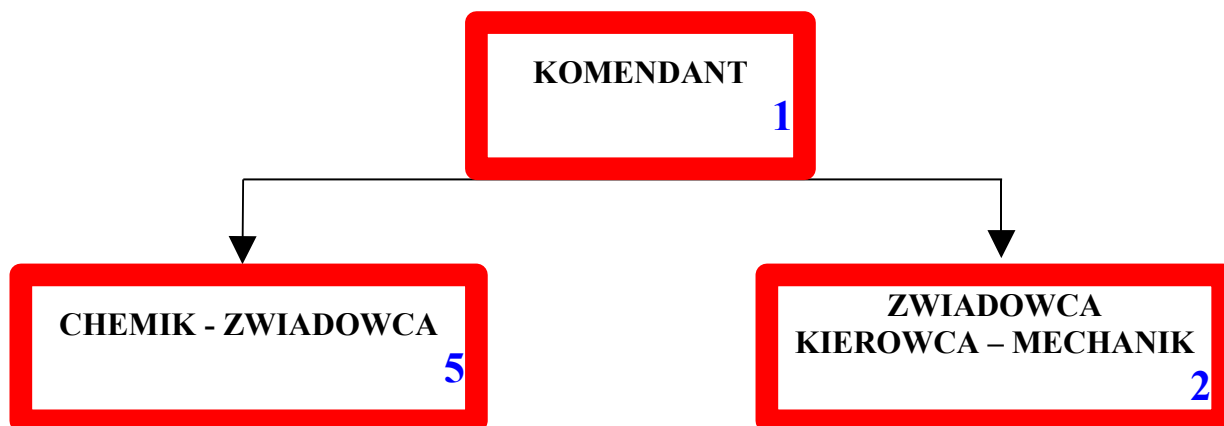 KOMENDANT
1
CHEMIK - ZWIADOWCA
5
ZWIADOWCA
KIEROWCA – MECHANIK
2